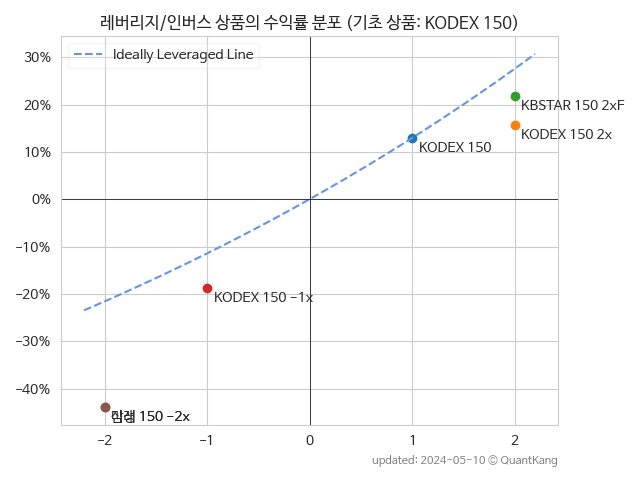 레버리지/인버스 상품의 수익률 분포 (기초 상품: KODEX 150)
Ideally Leveraged Line
30%
20%
10%
0%
−10%
−20%
−30%
−40%
KBSTAR 150 2xF
KODEX 150 2x
KODEX 150
KODEX 150 −1x
150 −2x
−2
−1
0
1
2
updated: 2024-05-10 © QuantKang